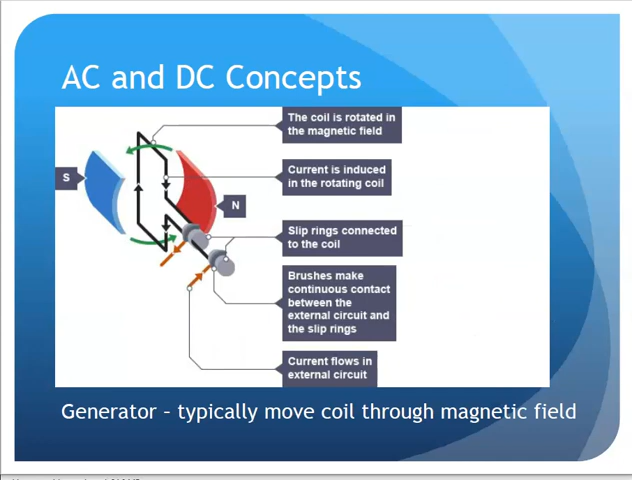 AC and DC Concepts
The coil is rotated in
the magnetic field
S
Current is induced
in the rotating coil
N
Slip rings connected
to the coil
Brushes make
continuous contact
between the
external circuit and
the slip rings
Current flows in
external circuit
Generator – typically move coil through magnetic field